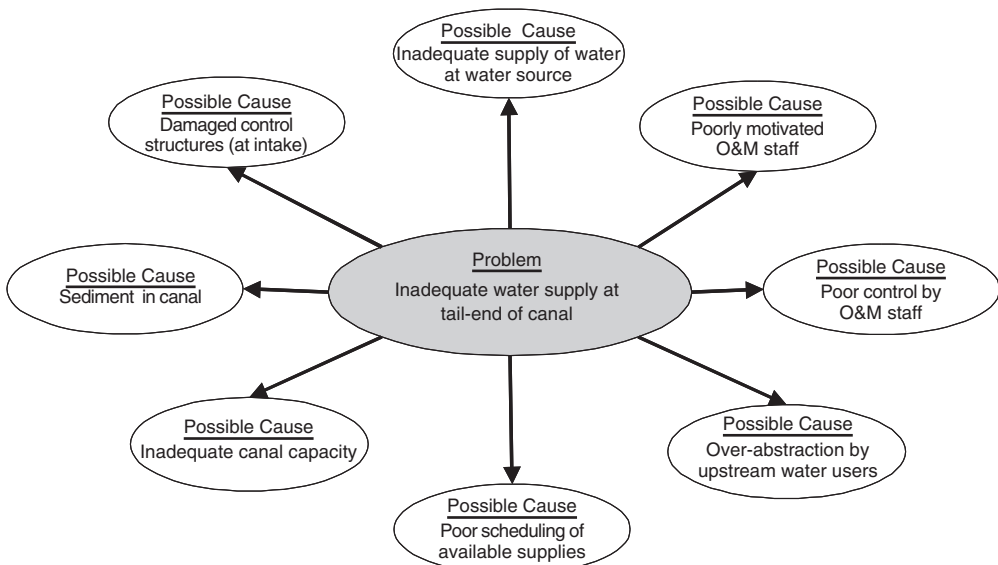 Possible Cause
Inadequate supply of water
at water source
Possible Cause
Damaged control
structures (at intake)
Possible Cause
Poorly motivated
O&M staff
Possible Cause
Sediment in canal
Problem
Inadequate water supply at
tail-end of canal
Possible Cause
Poor control by
O&M staff
Possible Cause
Inadequate canal capacity
Possible Cause
Over-abstraction by
upstream water users
Possible Cause
Poor scheduling of
available supplies